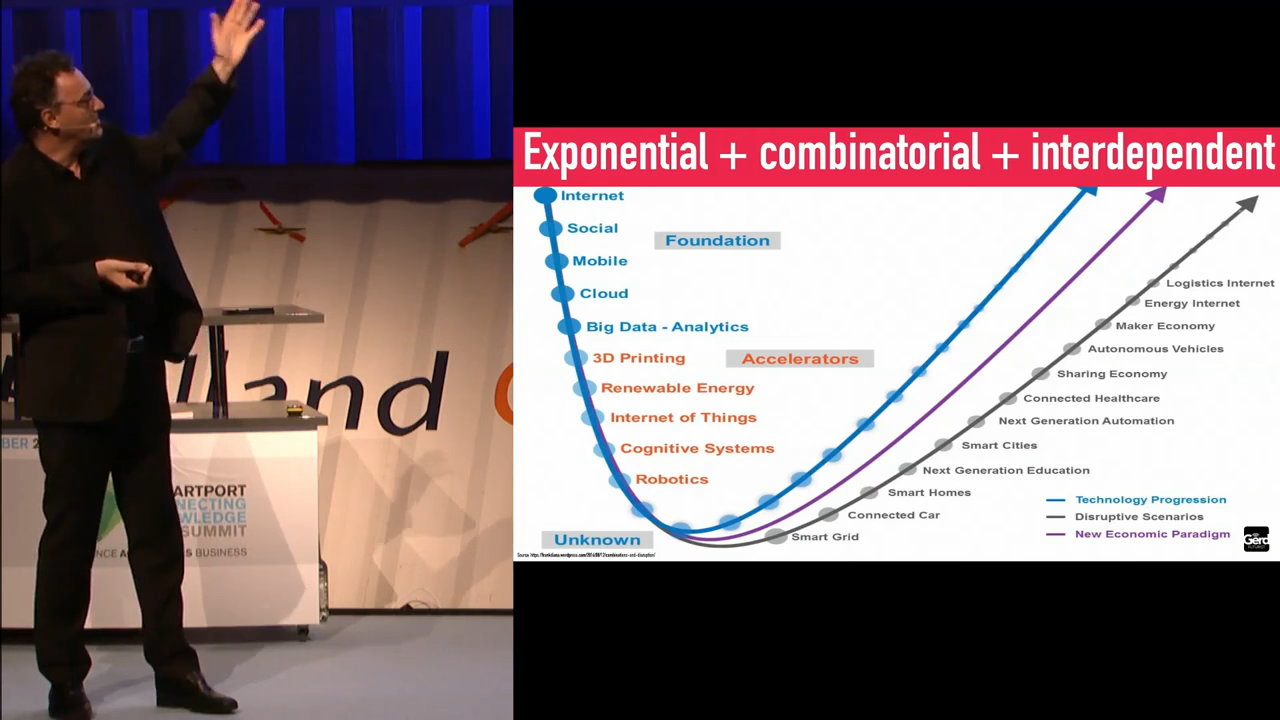 Exponential + combinatorial + interdependent
Internet
Social
Foundation
Mobile
Cloud
Big Data - Analytics
3D Printing
Accelerators
Renewable Energy
Internet of Things
Cognitive Systems
Robotics
Unknown
Logistics Internet
Energy Internet
Maker Economy
Autonomous Vehicles
Sharing Economy
Connected Healthcare
Next Generation Automation
Smart Cities
Next Generation Education
Smart Homes
Connected Car
Smart Grid
Technology Progression
Disruptive Scenarios
New Economic Paradigm
Gerd
and
BER 2
ARTPORT
NECTING
WLEDGE
SUMMIT
BUSINESS